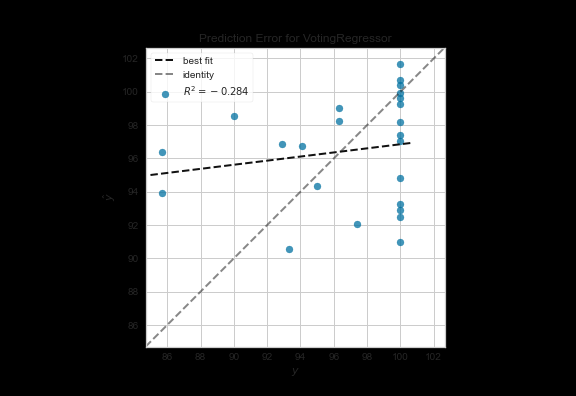 Prediction Error for VotingRegressor
best fit
identity
R² = −0.284
102
100
98
96
94
92
90
88
86
ŷ
86 88 90 92 94 96 98 100 102
y